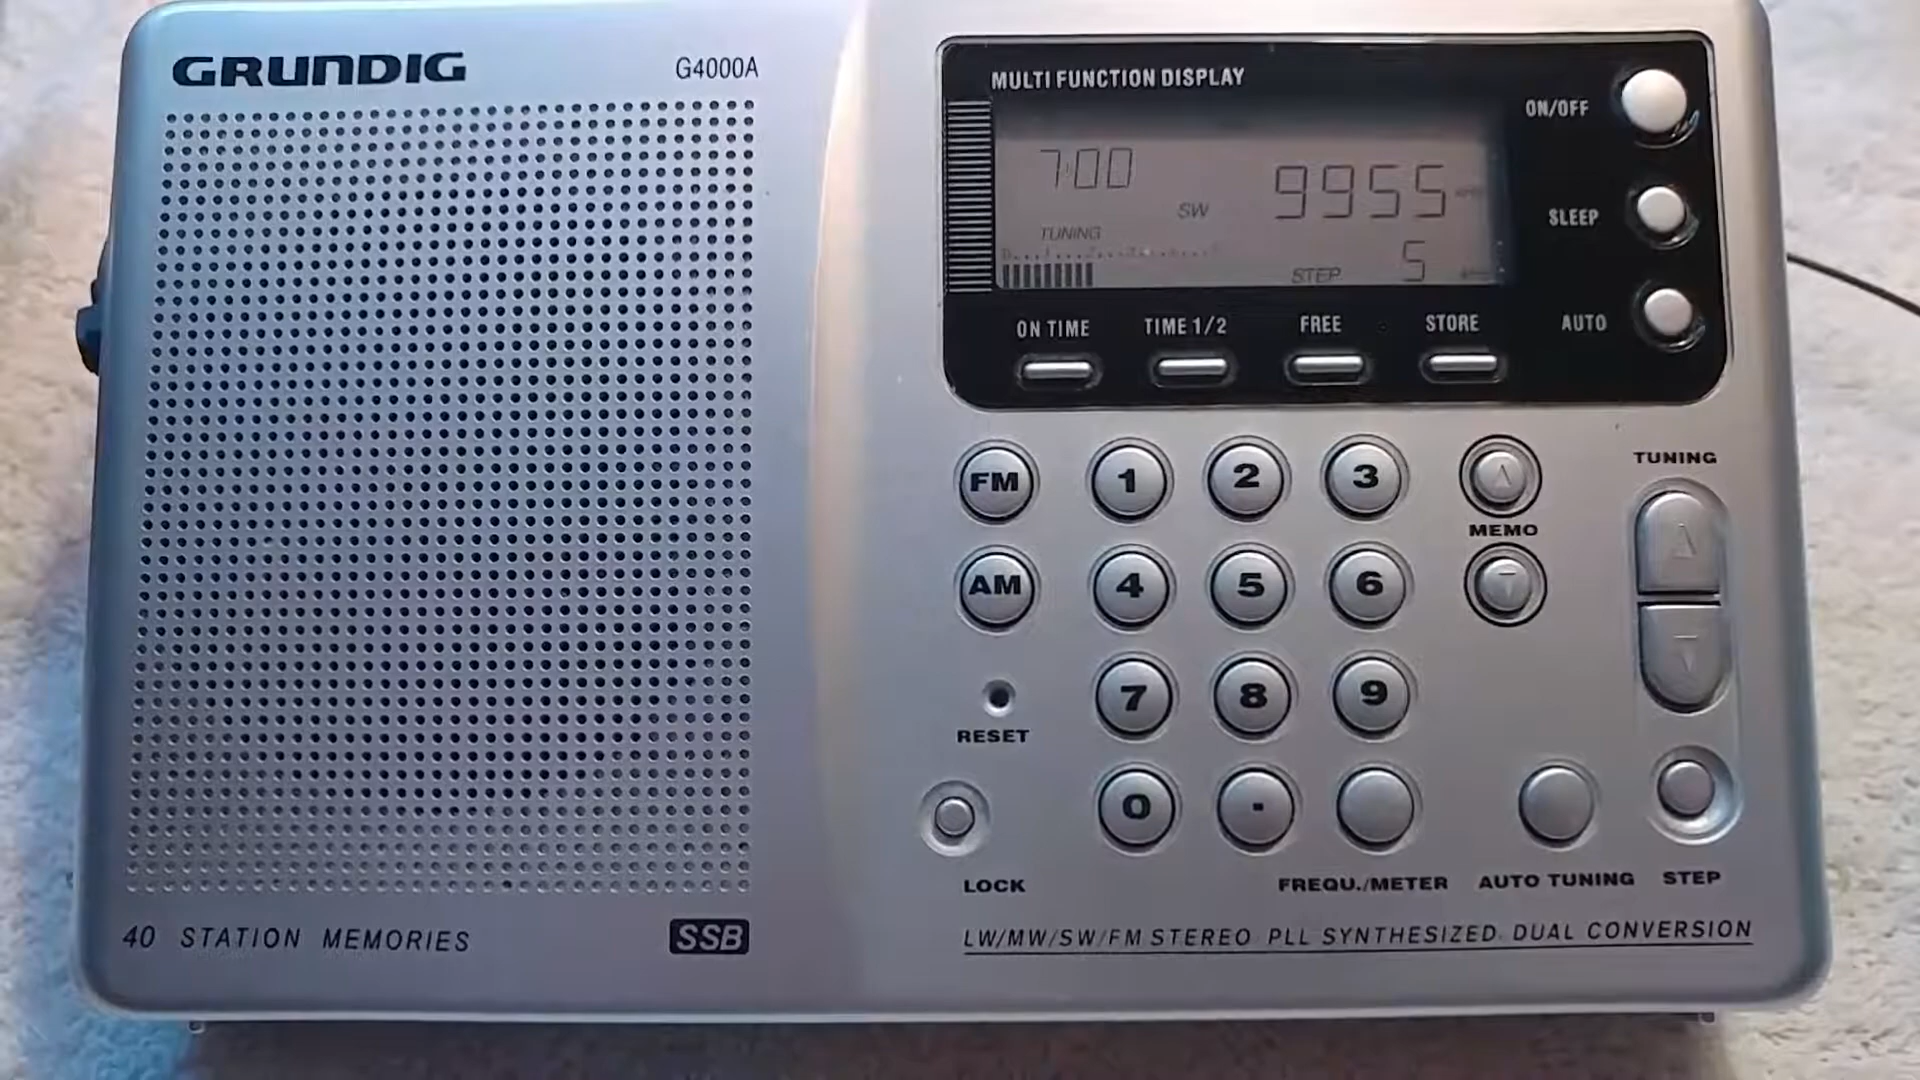 GRUNDIG
G4000A
MULTI FUNCTION DISPLAY
ON/OFF
7:00
SW
9955
SLEEP
TUNING
STEP
5
AUTO
ON TIME
TIME 1/2
FREE
STORE
FM
1
2
3
TUNING
MEMO
AM
4
5
6
7
8
9
RESET
0
.
LOCK
FREQU./METER
AUTO TUNING
STEP
40 STATION MEMORIES
SSB
LW/MW/SW/FM STEREO PLL SYNTHESIZED. DUAL CONVERSION